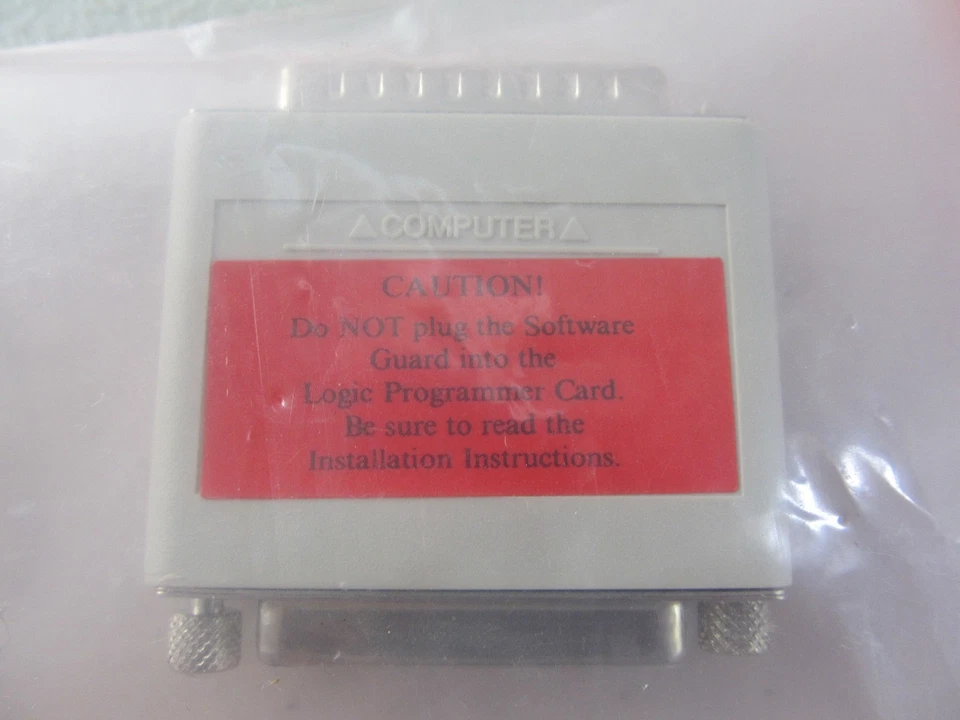 ▲COMPUTER▲
CAUTION!
Do NOT plug the Software
Guard into the
Logic Programmer Card.
Be sure to read the
Installation Instructions.